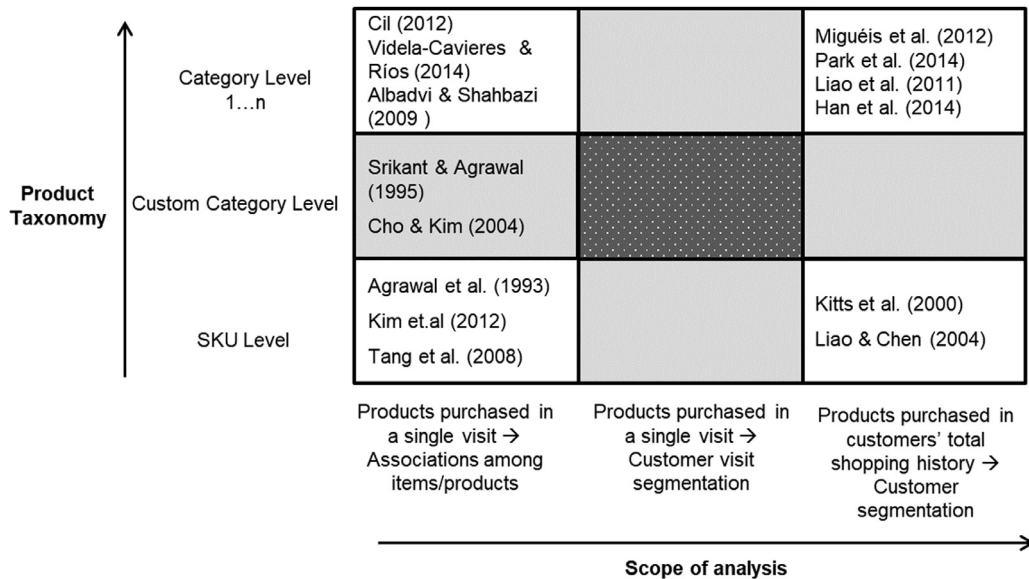 Cil (2012)
Videla-Cavieres &
Ríos (2014)
Albadvi & Shahbazi
(2009 )
Miguéis et al. (2012)
Park et al. (2014)
Liao et al. (2011)
Han et al. (2014)
Category Level
1...n
Product
Taxonomy
Custom Category Level
Srikant & Agrawal
(1995)
Cho & Kim (2004)
SKU Level
Agrawal et al. (1993)
Kim et.al (2012)
Tang et al. (2008)
Kitts et al. (2000)
Liao & Chen (2004)
Products purchased in
a single visit →
Associations among
items/products
Products purchased in
a single visit →
Customer visit
segmentation
Products purchased in
customers’ total
shopping history →
Customer
segmentation
Scope of analysis